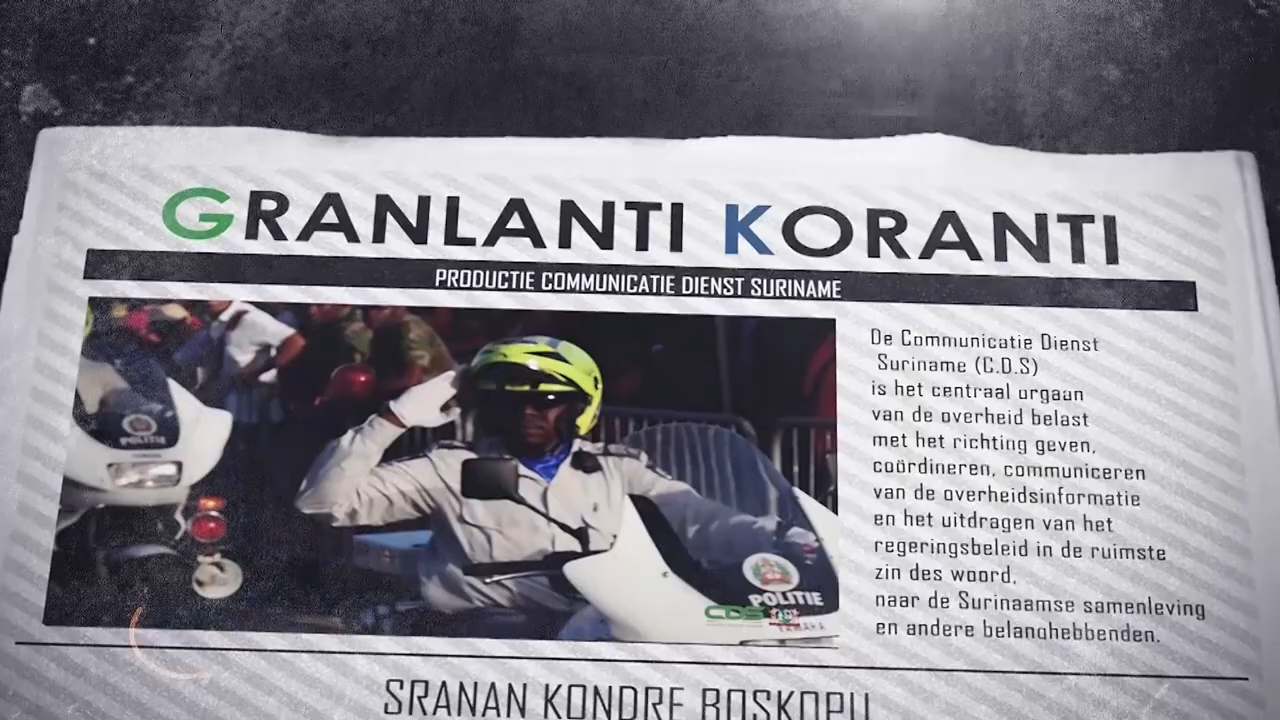 GRANLANTI KORANTI
PRODUCTIE COMMUNICATIE DIENST SURINAME
De Communicatie Dienst
Suriname (C.D.S)
is het centraal orgaan
van de overheid belast
met het richting geven,
coördineren, communiceren
van de overheidsinformatie
en het uitdragen van het
regeringsbeleid in de ruimste
zin des woord,
naar de Surinaamse samenleving
en andere belanghebbenden.
POLITIE
POLITIE
CDS
YAMAHA
SRANAN KONDRE BOSKOPU